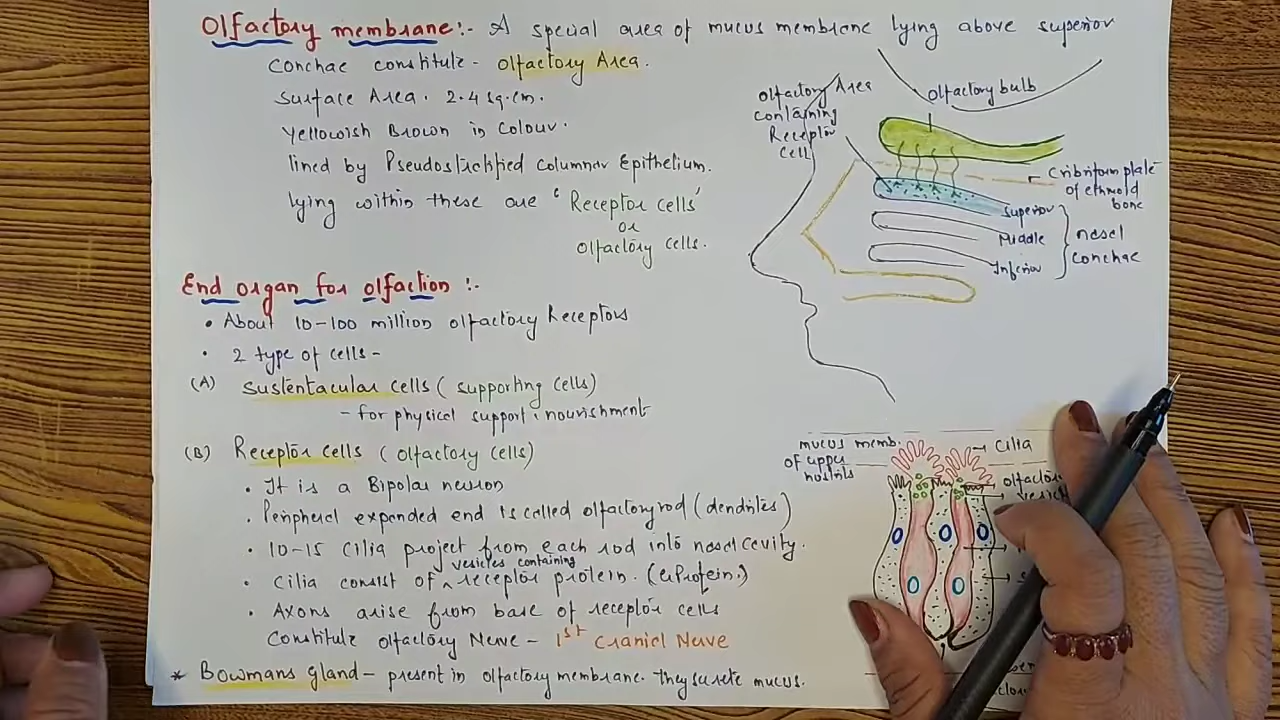 Olfactory membrane:- A special area of mucus membrane lying above superior
Conchae constitute - Olfactory Area.
Surface Area. 2.4 sq.cm.
Yellowish Brown in Colour.
lined by Pseudostratified Columnar Epithelium.
lying within these are 'Receptor cells'
or
olfactory cells.
End organ for olfaction :-
• About 10-100 million olfactory Receptors
• 2 type of cells -
(A) Sustentacular cells ( supporting cells)
- for physical support & nourishment
(B) Receptor cells ( olfactory cells)
• It is a Bipolar neuron
• Peripheral expanded end is called olfactory rod ( dendrites )
• 10-15 Cilia project from each rod into nasal cavity.
vesicles containing
• Cilia consist of ^ receptor protein. (G Protein.)
• Axons arise from base of receptor cells
Constitute olfactory Nerve - 1st Cranial Nerve
* Bowmans gland - present in olfactory membrane. They secrete mucus.
Olfactory Area
containing
Receptor
Cell
Olfactory bulb
Cribriform plate
of ethmoid
bone
Superior
Middle
Inferior
nasal
conchae
mucus memb.
of upper
nostrils
Cilia